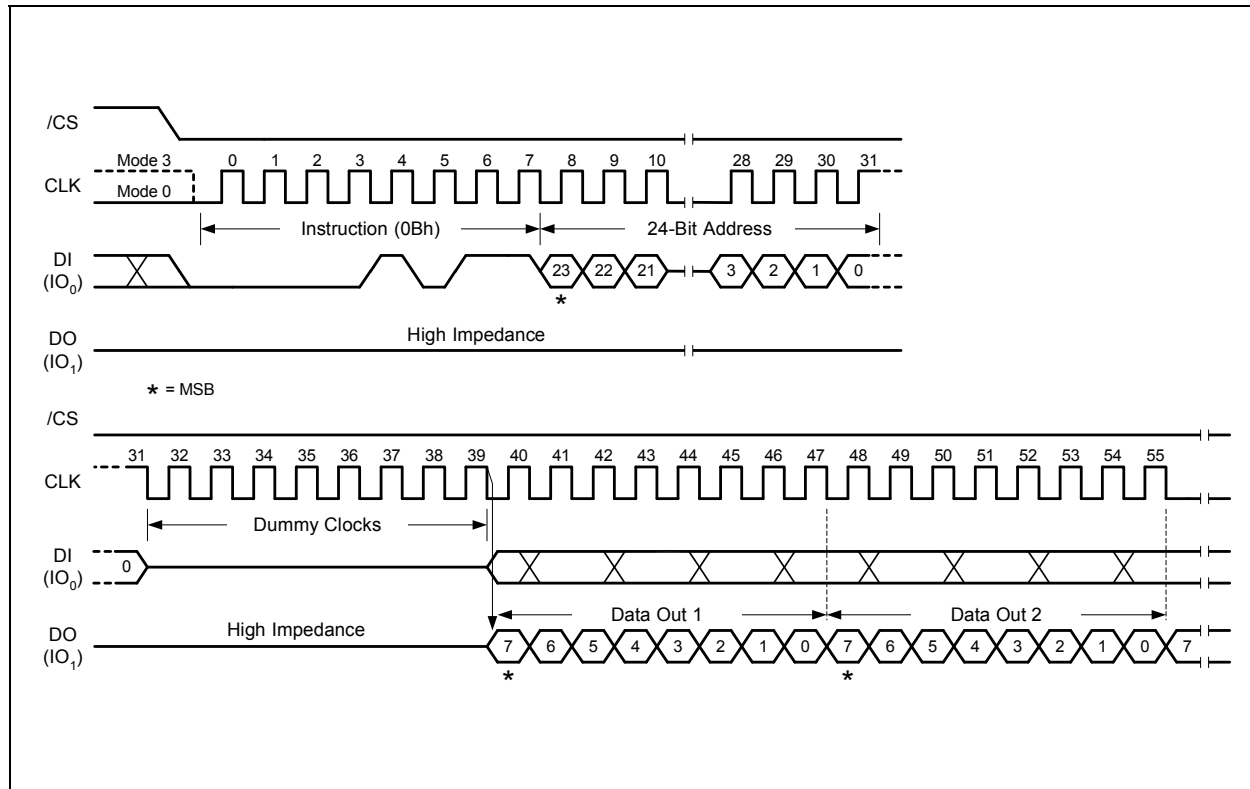 /CS
Mode 3 0 1 2 3 4 5 6 7 8 9 10 28 29 30 31
CLK
Mode 0
Instruction (0Bh) 24-Bit Address
DI
(IO0) 23 22 21 3 2 1 0
*
High Impedance
DO
(IO1)
* = MSB
/CS
31 32 33 34 35 36 37 38 39 40 41 42 43 44 45 46 47 48 49 50 51 52 53 54 55
CLK
Dummy Clocks
DI
(IO0) 0
Data Out 1 Data Out 2
High Impedance
DO
(IO1) 7 6 5 4 3 2 1 0 7 6 5 4 3 2 1 0 7
* *